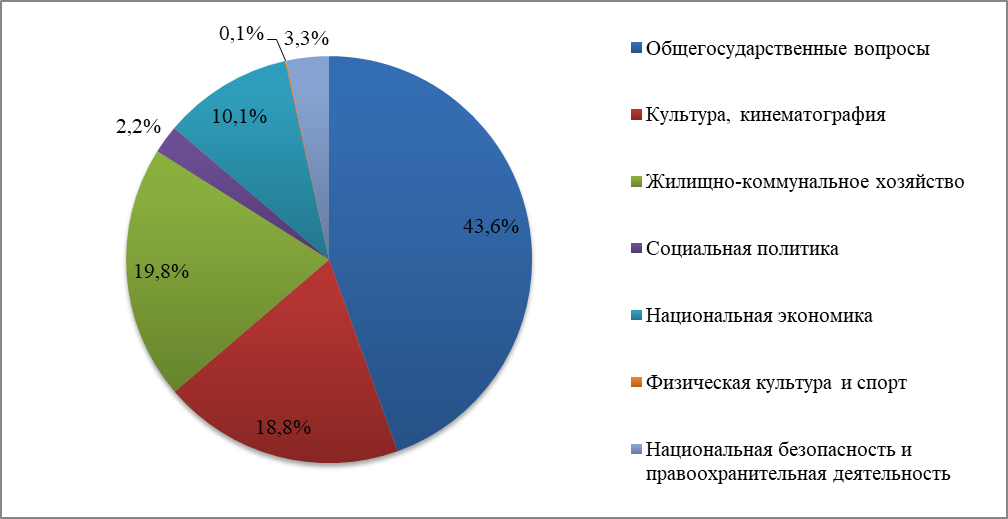 0,1%
3,3%
10,1%
2,2%
43,6%
19,8%
18,8%
Общегосударственные вопросы
Культура, кинематография
Жилищно-коммунальное хозяйство
Социальная политика
Национальная экономика
Физическая культура и спорт
Национальная безопасность и
правоохранительная деятельность